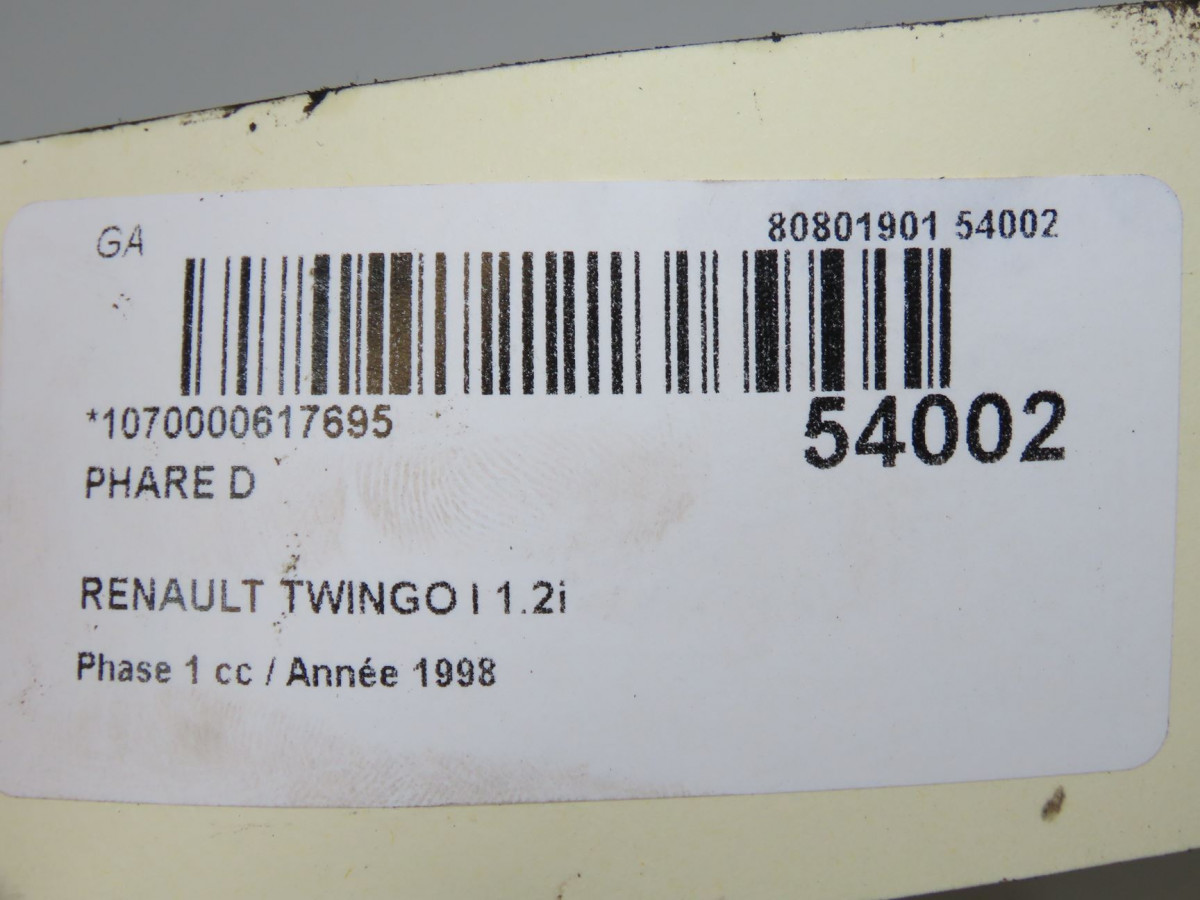 GA
80801901 54002
*1070000617695
54002
PHARE D
RENAULT TWINGO I 1.2i
Phase 1 cc / Année 1998